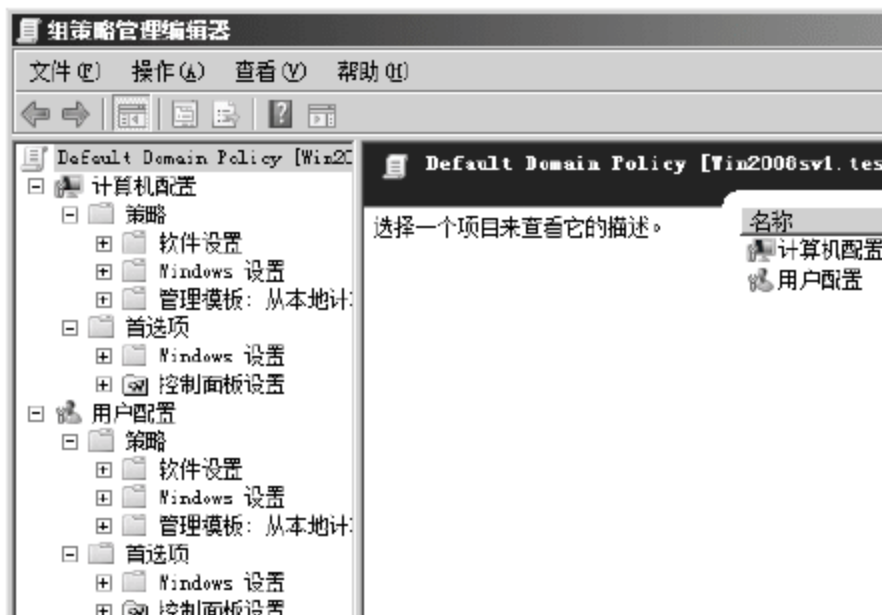 组策略管理编辑器
文件(F) 操作(A) 查看(V) 帮助(H)
Default Domain Policy [Win20
计算机配置
策略
软件设置
Windows 设置
管理模板: 从本地计
首选项
Windows 设置
控制面板设置
用户配置
策略
软件设置
Windows 设置
管理模板: 从本地计
首选项
Windows 设置
控制面板设置
Default Domain Policy [Win2008sv1.tes
选择一个项目来查看它的描述。
名称
计算机配置
用户配置